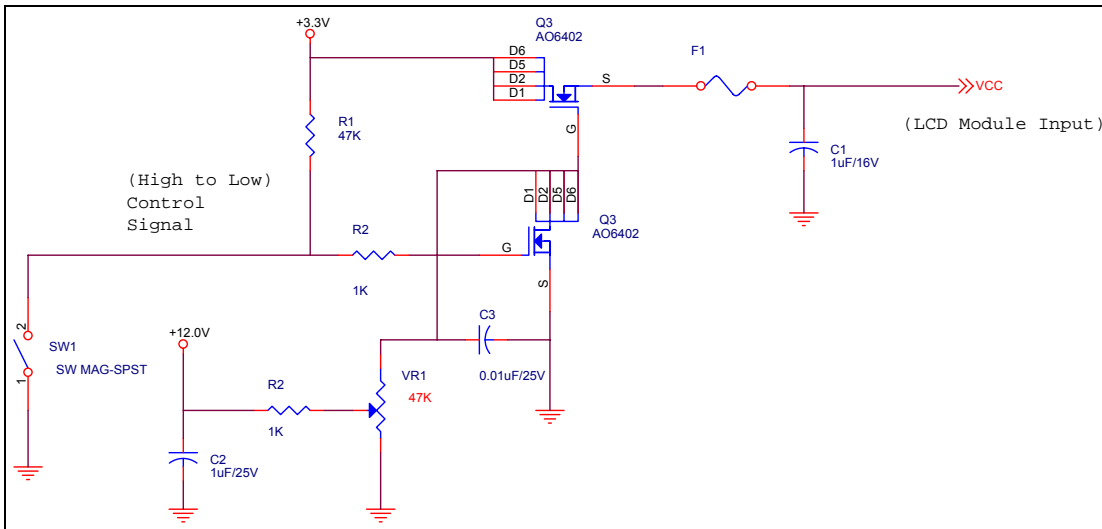 +3.3V
Q3
AO6402
D6
D5
D2
D1
S
G
F1
VCC
(LCD Module Input)
R1
47K
C1
1uF/16V
(High to Low)
Control
Signal
D1
D2
D5
D6
Q3
AO6402
G
S
R2
1K
2
1
SW1
SW MAG-SPST
+12.0V
C3
0.01uF/25V
R2
1K
VR1
47K
C2
1uF/25V